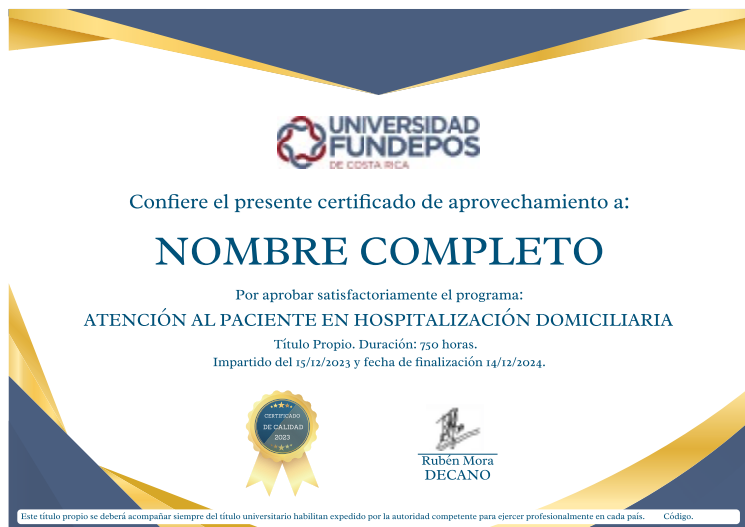 UNIVERSIDAD
FUNDEPOS
DE COSTA RICA
Confiere el presente certificado de aprovechamiento a:
NOMBRE COMPLETO
Por aprobar satisfactoriamente el programa:
ATENCIÓN AL PACIENTE EN HOSPITALIZACIÓN DOMICILIARIA
Título Propio. Duración: 750 horas.
Impartido del 15/12/2023 y fecha de finalización 14/12/2024.
CERTIFICADO
DE CALIDAD
2023
Rubén Mora
DECANO
Este título propio se deberá acompañar siempre del título universitario habilitan expedido por la autoridad competente para ejercer profesionalmente en cada país. Código.